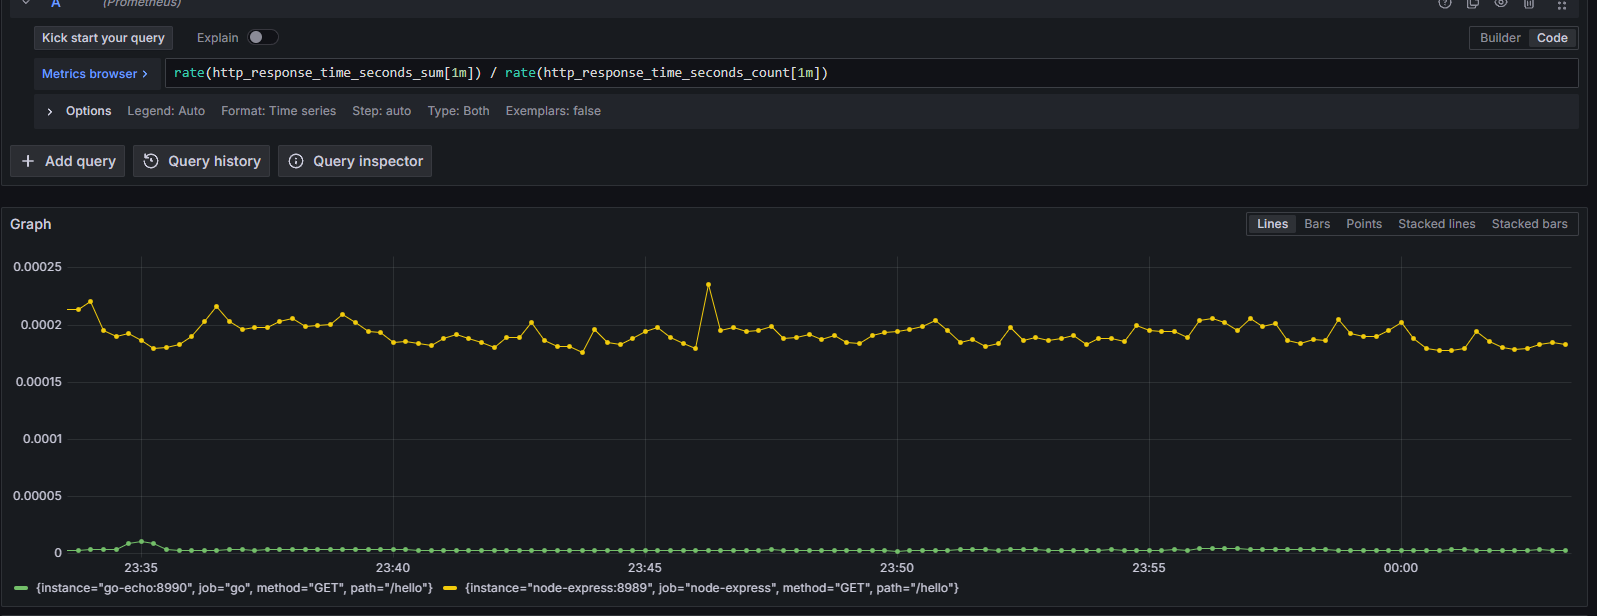 A (Prometheus)
Kick start your query Explain Builder Code
Metrics browser > rate(http_response_time_seconds_sum[1m]) / rate(http_response_time_seconds_count[1m])
> Options Legend: Auto Format: Time series Step: auto Type: Both Exemplars: false
+ Add query Query history Query inspector
Graph Lines Bars Points Stacked lines Stacked bars
0.00025
0.0002
0.00015
0.0001
0.00005
0
23:35 23:40 23:45 23:50 23:55 00:00
{instance="go-echo:8990", job="go", method="GET", path="/hello"} {instance="node-express:8989", job="node-express", method="GET", path="/hello"}